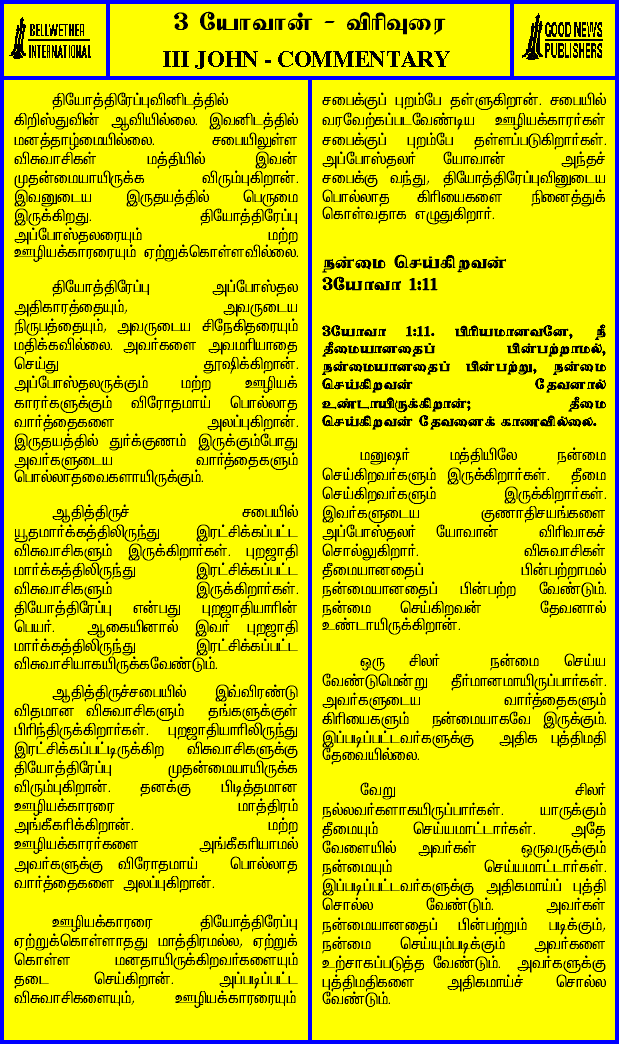 BELLWETHER
INTERNATIONAL
3 யோவான் - விரிவுரை
III JOHN - COMMENTARY
GOOD NEWS
PUBLISHERS
தியோத்திரேப்புவினிடத்தில்
கிறிஸ்துவின் ஆவியில்லை. இவனிடத்தில்
மனத்தாழ்மையில்லை. சபையிலுள்ள
விசுவாசிகள் மத்தியில் இவன்
முதன்மையாயிருக்க விரும்புகிறான்.
இவனுடைய இருதயத்தில் பெருமை
இருக்கிறது. தியோத்திரேப்பு
அப்போஸ்தலரையும் மற்ற
ஊழியக்காரரையும் ஏற்றுக்கொள்ளவில்லை.
தியோத்திரேப்பு அப்போஸ்தல
அதிகாரத்தையும், அவருடைய
நிருபத்தையும், அவருடைய சிநேகிதரையும்
மதிக்கவில்லை. அவர்களை அவமரியாதை
செய்து தூஷிக்கிறான்.
அப்போஸ்தலருக்கும் மற்ற ஊழியக்
காரர்களுக்கும் விரோதமாய் பொல்லாத
வார்த்தைகளை அலப்புகிறான்.
இருதயத்தில் துர்க்குணம் இருக்கும்போது
அவர்களுடைய வார்த்தைகளும்
பொல்லாதவைகளாயிருக்கும்.
ஆதித்திருச் சபையில்
யூதமார்க்கத்திலிருந்து இரட்சிக்கப்பட்ட
விசுவாசிகளும் இருக்கிறார்கள். புறஜாதி
மார்க்கத்திலிருந்து இரட்சிக்கப்பட்ட
விசுவாசிகளும் இருக்கிறார்கள்.
தியோத்திரேப்பு என்பது புறஜாதியாரின்
பெயர். ஆகையினால் இவர் புறஜாதி
மார்க்கத்திலிருந்து இரட்சிக்கப்பட்ட
விசுவாசியாகயிருக்கவேண்டும்.
ஆதித்திருச்சபையில் இவ்விரண்டு
விதமான விசுவாசிகளும் தங்களுக்குள்
பிரிந்திருக்கிறார்கள். புறஜாதியாரிலிருந்து
இரட்சிக்கப்பட்டிருக்கிற விசுவாசிகளுக்கு
தியோத்திரேப்பு முதன்மையாயிருக்க
விரும்புகிறான். தனக்கு பிடித்தமான
ஊழியக்காரரை மாத்திரம்
அங்கீகரிக்கிறான். மற்ற
ஊழியக்காரர்களை அங்கீகரியாமல்
அவர்களுக்கு விரோதமாய் பொல்லாத
வார்த்தைகளை அலப்புகிறான்.
ஊழியக்காரரை தியோத்திரேப்பு
ஏற்றுக்கொள்ளாதது மாத்திரமல்ல, ஏற்றுக்
கொள்ள மனதாயிருக்கிறவர்களையும்
தடை செய்கிறான். அப்படிப்பட்ட
விசுவாசிகளையும், ஊழியக்காரரையும்
சபைக்குப் புறம்பே தள்ளுகிறான். சபையில்
வரவேற்கப்படவேண்டிய ஊழியக்காரர்கள்
சபைக்குப் புறம்பே தள்ளப்படுகிறார்கள்.
அப்போஸ்தலர் யோவான் அந்தச்
சபைக்கு வந்து, தியோத்திரேப்புவினுடைய
பொல்லாத கிரியைகளை நினைத்துக்
கொள்வதாக எழுதுகிறார்.
நன்மை செய்கிறவன்
3யோவா 1:11
3யோவா 1:11. பிரியமானவனே, நீ
தீமையானதைப் பின்பற்றாமல்,
நன்மையானதைப் பின்பற்று, நன்மை
செய்கிறவன் தேவனால்
உண்டாயிருக்கிறான்; தீமை
செய்கிறவன் தேவனைக் காணவில்லை.
மனுஷர் மத்தியிலே நன்மை
செய்கிறவர்களும் இருக்கிறார்கள். தீமை
செய்கிறவர்களும் இருக்கிறார்கள்.
இவர்களுடைய குணாதிசயங்களை
அப்போஸ்தலர் யோவான் விரிவாகச்
சொல்லுகிறார். விசுவாசிகள்
தீமையானதைப் பின்பற்றாமல்
நன்மையானதைப் பின்பற்ற வேண்டும்.
நன்மை செய்கிறவன் தேவனால்
உண்டாயிருக்கிறான்.
ஒரு சிலர் நன்மை செய்ய
வேண்டுமென்று தீர்மானமாயிருப்பார்கள்.
அவர்களுடைய வார்த்தைகளும்
கிரியைகளும் நன்மையாகவே இருக்கும்.
இப்படிப்பட்டவர்களுக்கு அதிக புத்திமதி
தேவையில்லை.
வேறு சிலர்
நல்லவர்களாகயிருப்பார்கள். யாருக்கும்
தீமையும் செய்யமாட்டார்கள். அதே
வேளையில் அவர்கள் ஒருவருக்கும்
நன்மையும் செய்யமாட்டார்கள்.
இப்படிப்பட்டவர்களுக்கு அதிகமாய்ப் புத்தி
சொல்ல வேண்டும். அவர்கள்
நன்மையானதைப் பின்பற்றும் படிக்கும்,
நன்மை செய்யும்படிக்கும் அவர்களை
உற்சாகப்படுத்த வேண்டும். அவர்களுக்கு
புத்திமதிகளை அதிகமாய்ச் சொல்ல
வேண்டும்.